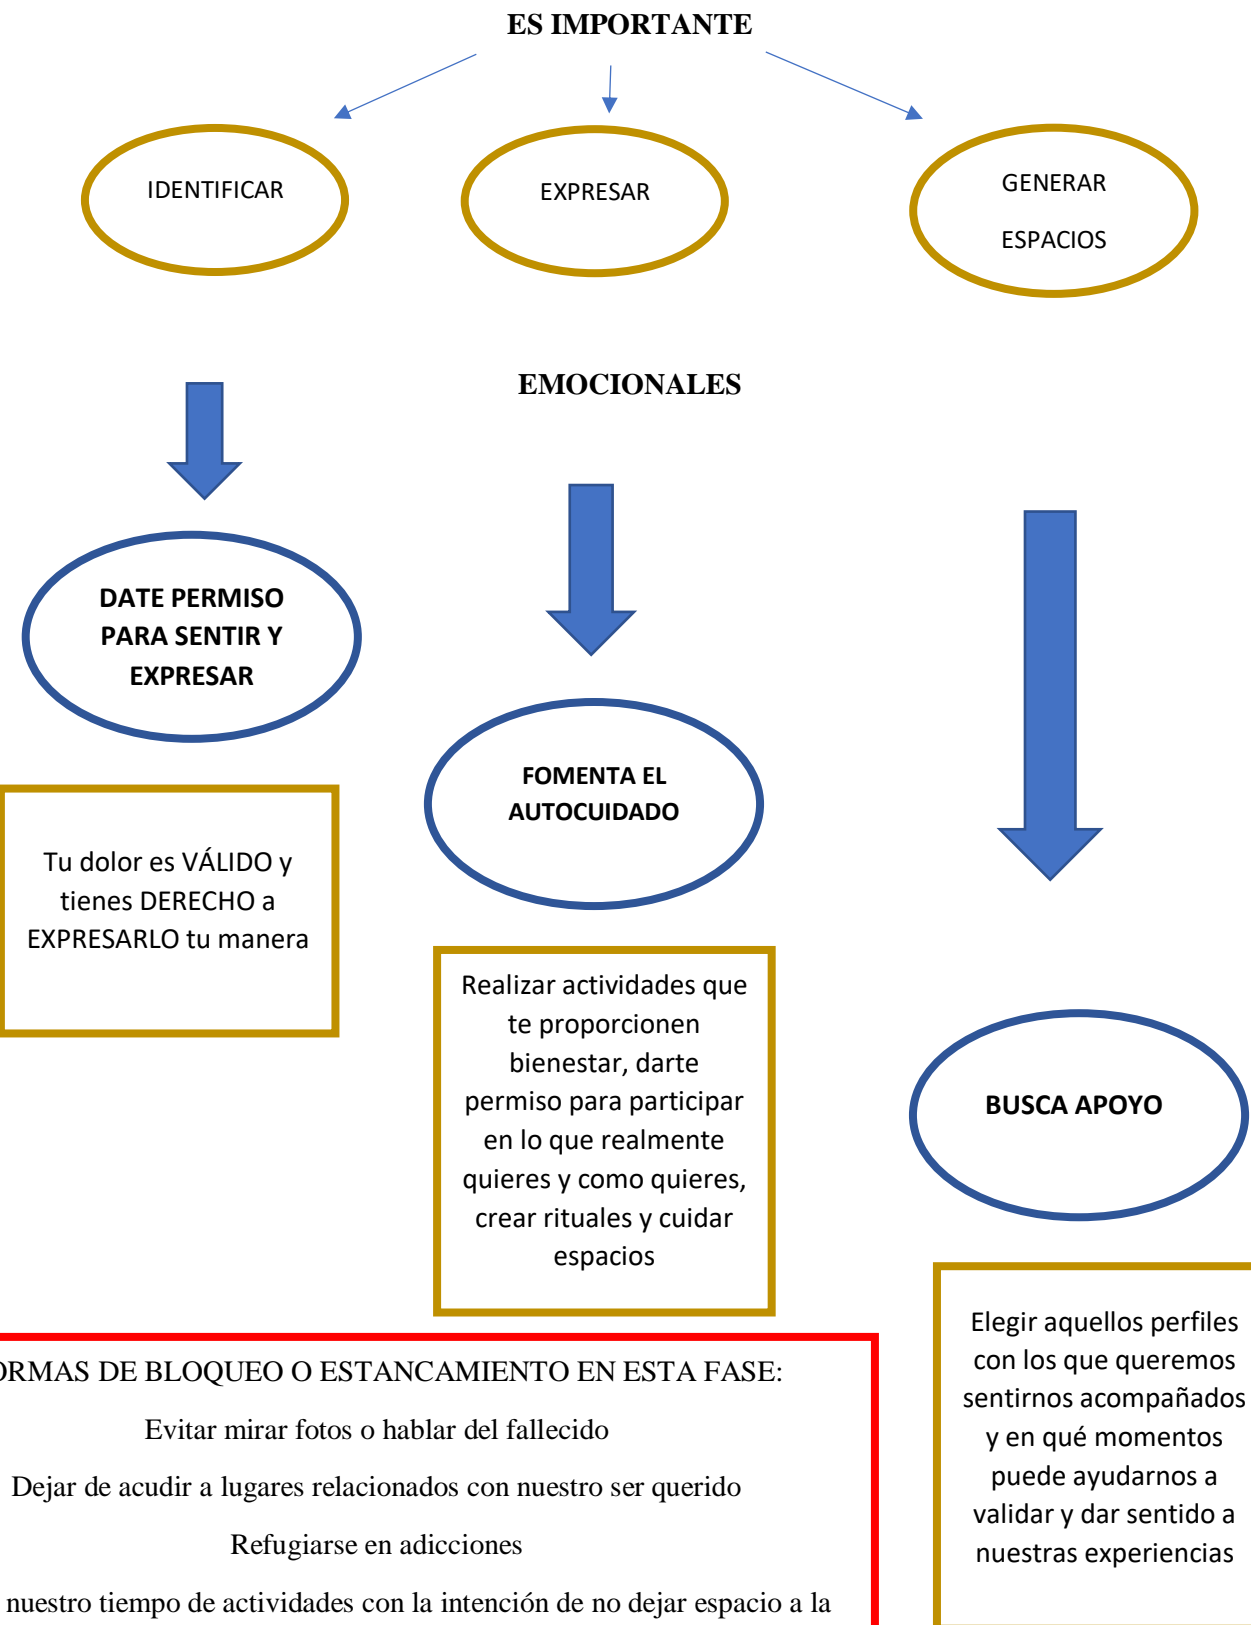 ES IMPORTANTE
IDENTIFICAR
EXPRESAR
GENERAR
ESPACIOS
EMOCIONALES
DATE PERMISO
PARA SENTIR Y
EXPRESAR
Tu dolor es VÁLIDO y
tienes DERECHO a
EXPRESARLO tu manera
FOMENTA EL
AUTOCUIDADO
Realizar actividades que
te proporcionen
bienestar, darte
permiso para participar
en lo que realmente
quieres y como quieres,
crear rituales y cuidar
espacios
BUSCA APOYO
Elegir aquellos perfiles
con los que queremos
sentirnos acompañados
y en qué momentos
puede ayudarnos a
validar y dar sentido a
nuestras experiencias
ORMAS DE BLOQUEO O ESTANCAMIENTO EN ESTA FASE:
Evitar mirar fotos o hablar del fallecido
Dejar de acudir a lugares relacionados con nuestro ser querido
Refugiarse en adicciones
nuestro tiempo de actividades con la intención de no dejar espacio a la